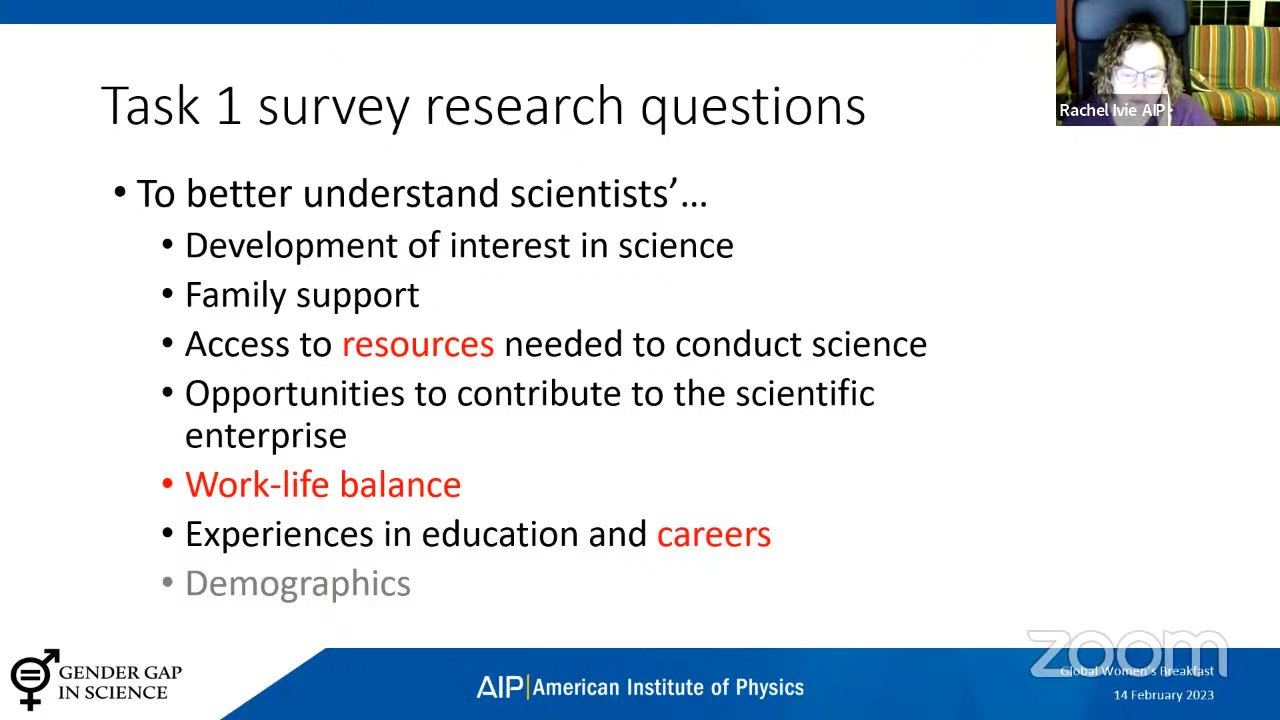 Rachel Ivie AIP
Task 1 survey research questions
• To better understand scientists’…
• Development of interest in science
• Family support
• Access to resources needed to conduct science
• Opportunities to contribute to the scientific
enterprise
• Work-life balance
• Experiences in education and careers
• Demographics
GENDER GAP
IN SCIENCE
AIP|American Institute of Physics
zoom
Global Women's Breakfast
14 February 2023